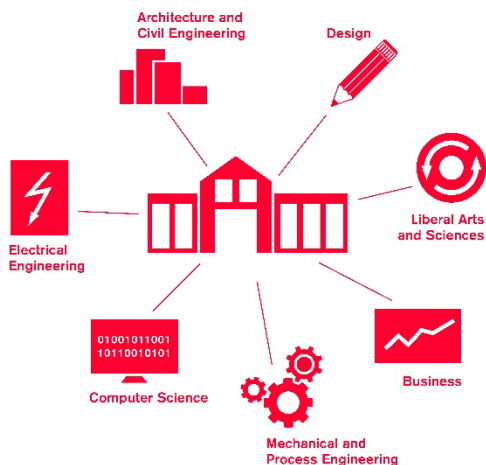 Architecture and
Civil Engineering
Design
Liberal Arts
and Sciences
Electrical
Engineering
01001011001
10110010101
Computer Science
Business
Mechanical and
Process Engineering